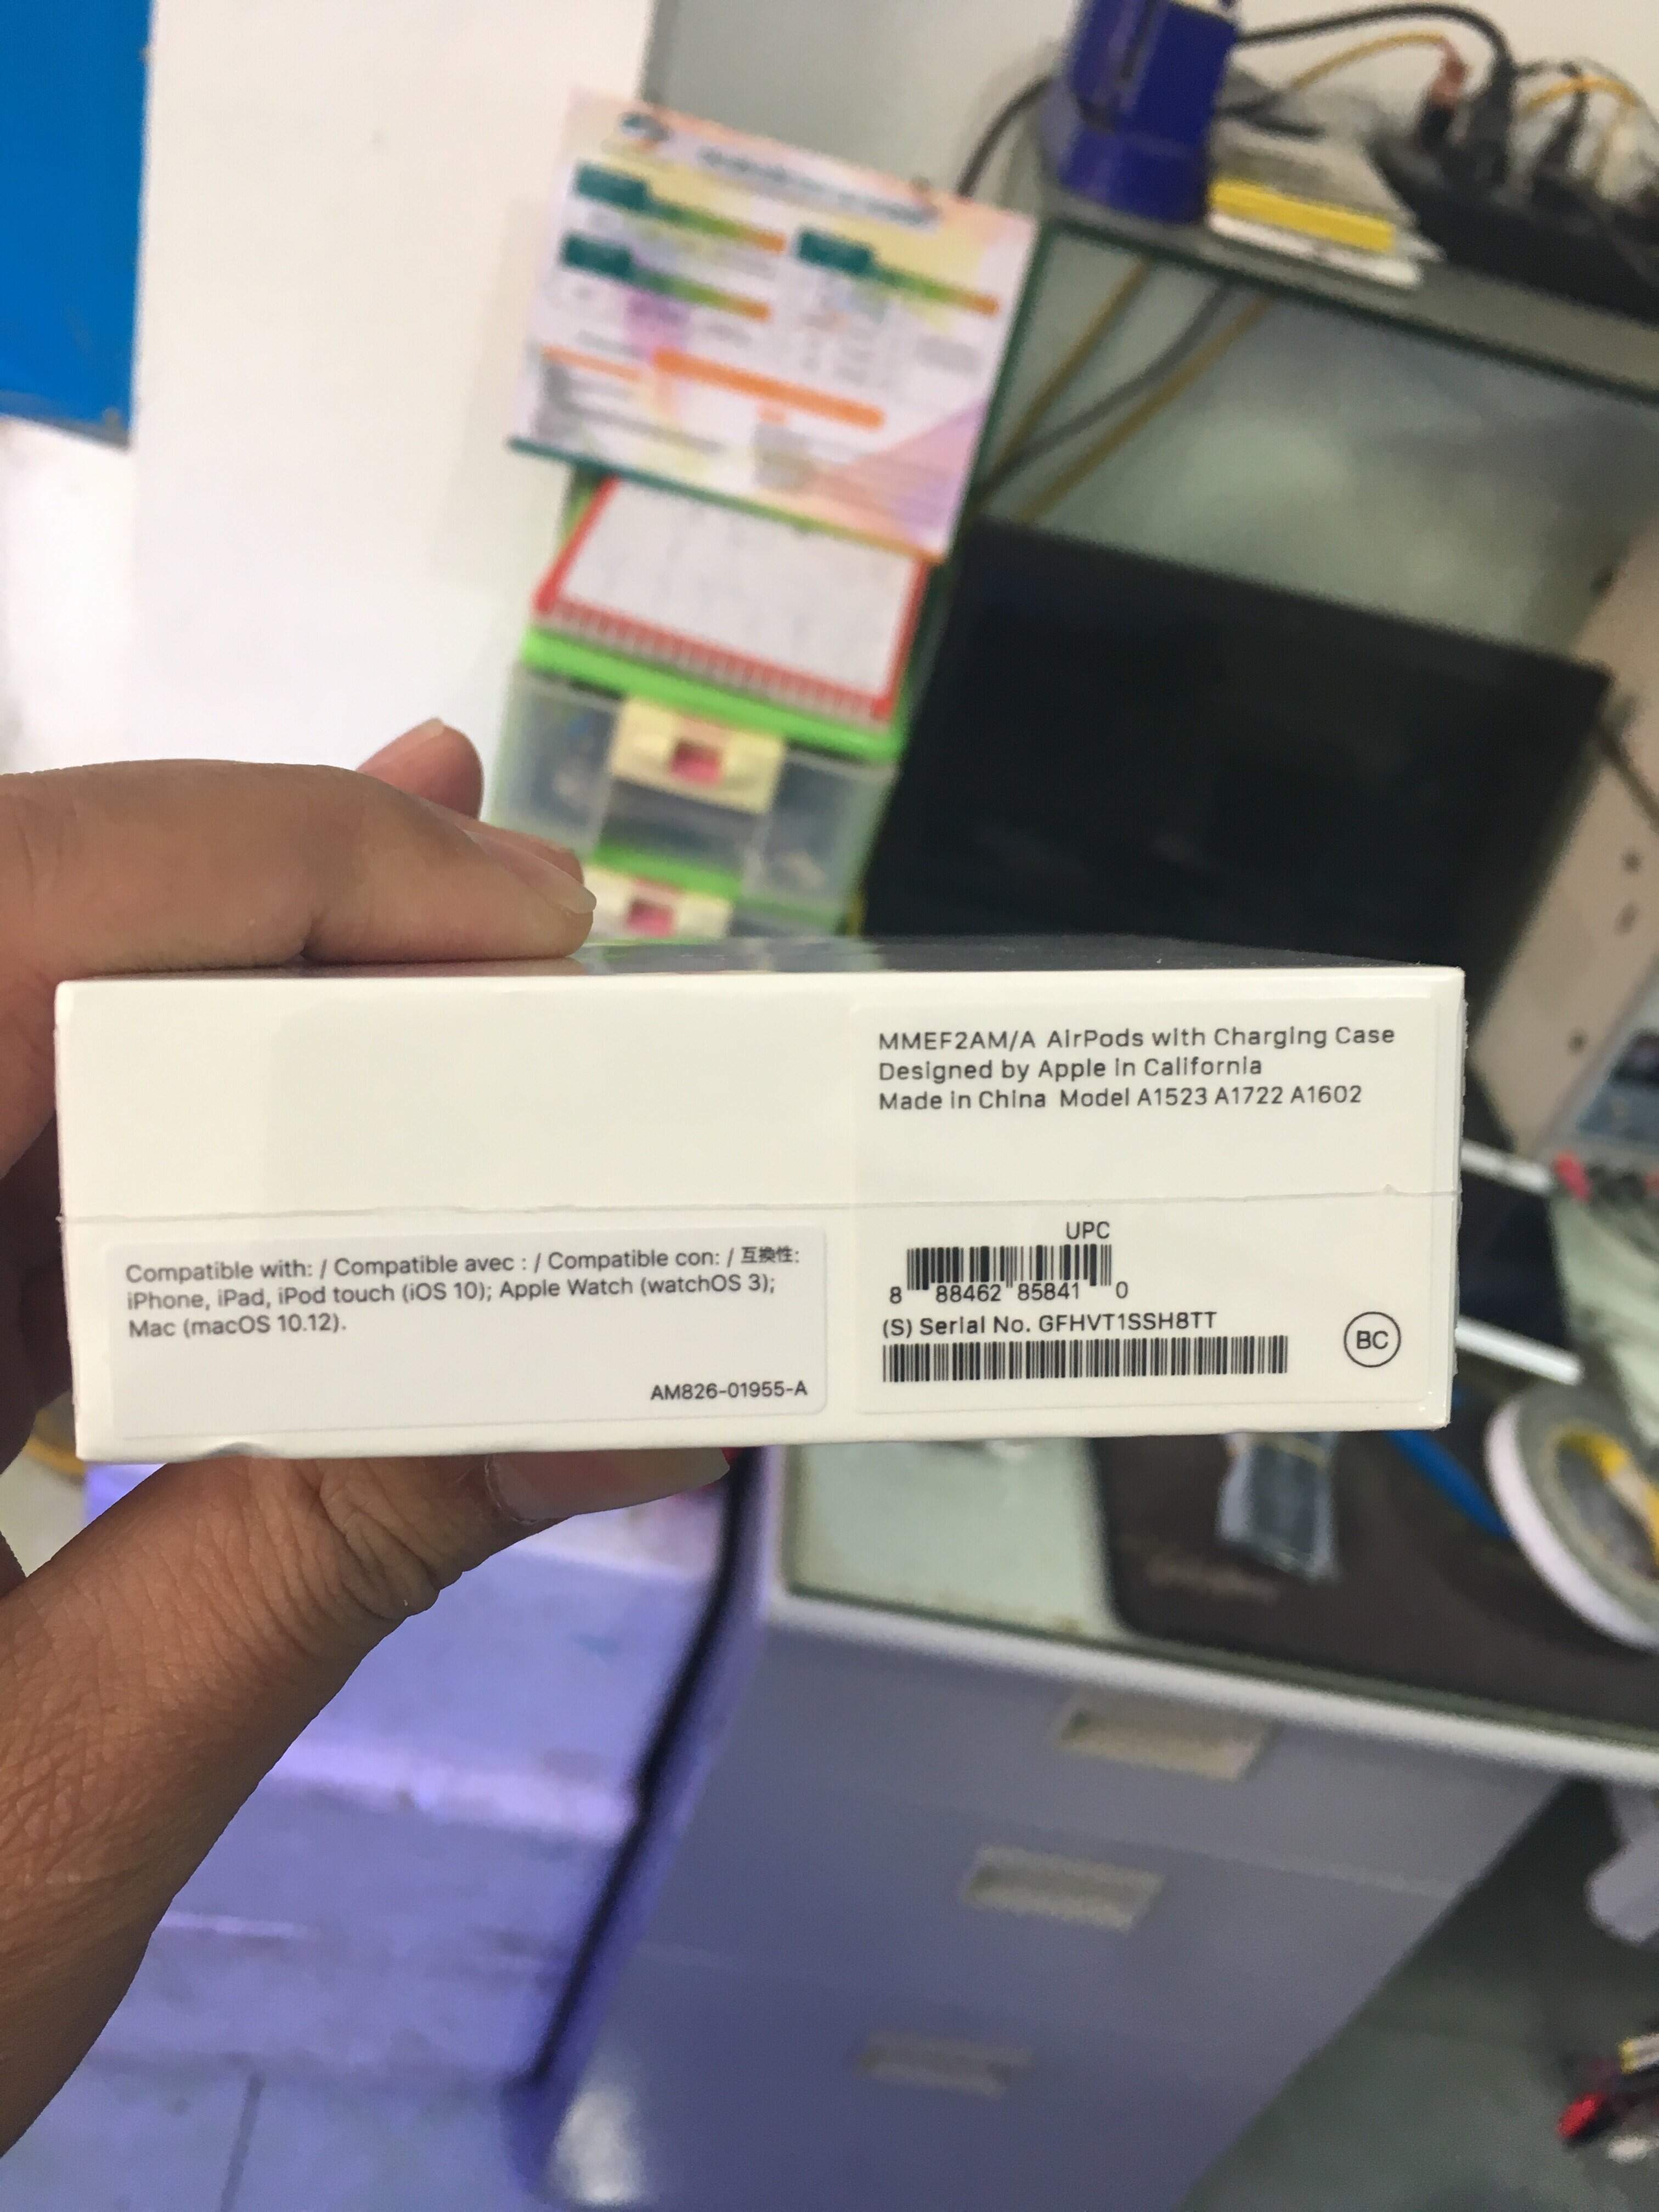 MMEF2AM/A AirPods with Charging Case
Designed by Apple in California
Made in China Model A1523 A1722 A1602
UPC
8 88462 85841 0
(S) Serial No. GFHVT1SSH8TT
BC
Compatible with: / Compatible avec : / Compatible con: / 互換性:
iPhone, iPad, iPod touch (iOS 10); Apple Watch (watchOS 3);
Mac (macOS 10.12).
AM826-01955-A